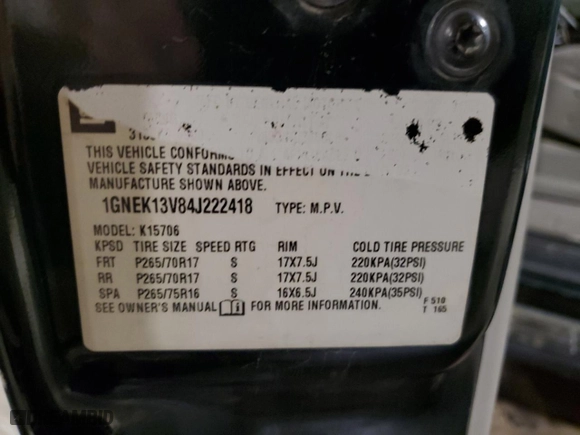 THIS VEHICLE CONFORMS
VEHICLE SAFETY STANDARDS IN EFFECT ON THE
MANUFACTURE SHOWN ABOVE.
1GNEK13V84J222418 TYPE: M.P.V.
MODEL: K15706
KPSD TIRE SIZE SPEED RTG RIM COLD TIRE PRESSURE
FRT P265/70R17 S 17X7.5J 220KPA(32PSI)
RR P265/70R17 S 17X7.5J 220KPA(32PSI)
SPA P265/75R16 S 16X6.5J 240KPA(35PSI)
SEE OWNER'S MANUAL FOR MORE INFORMATION.
F 510
T 165